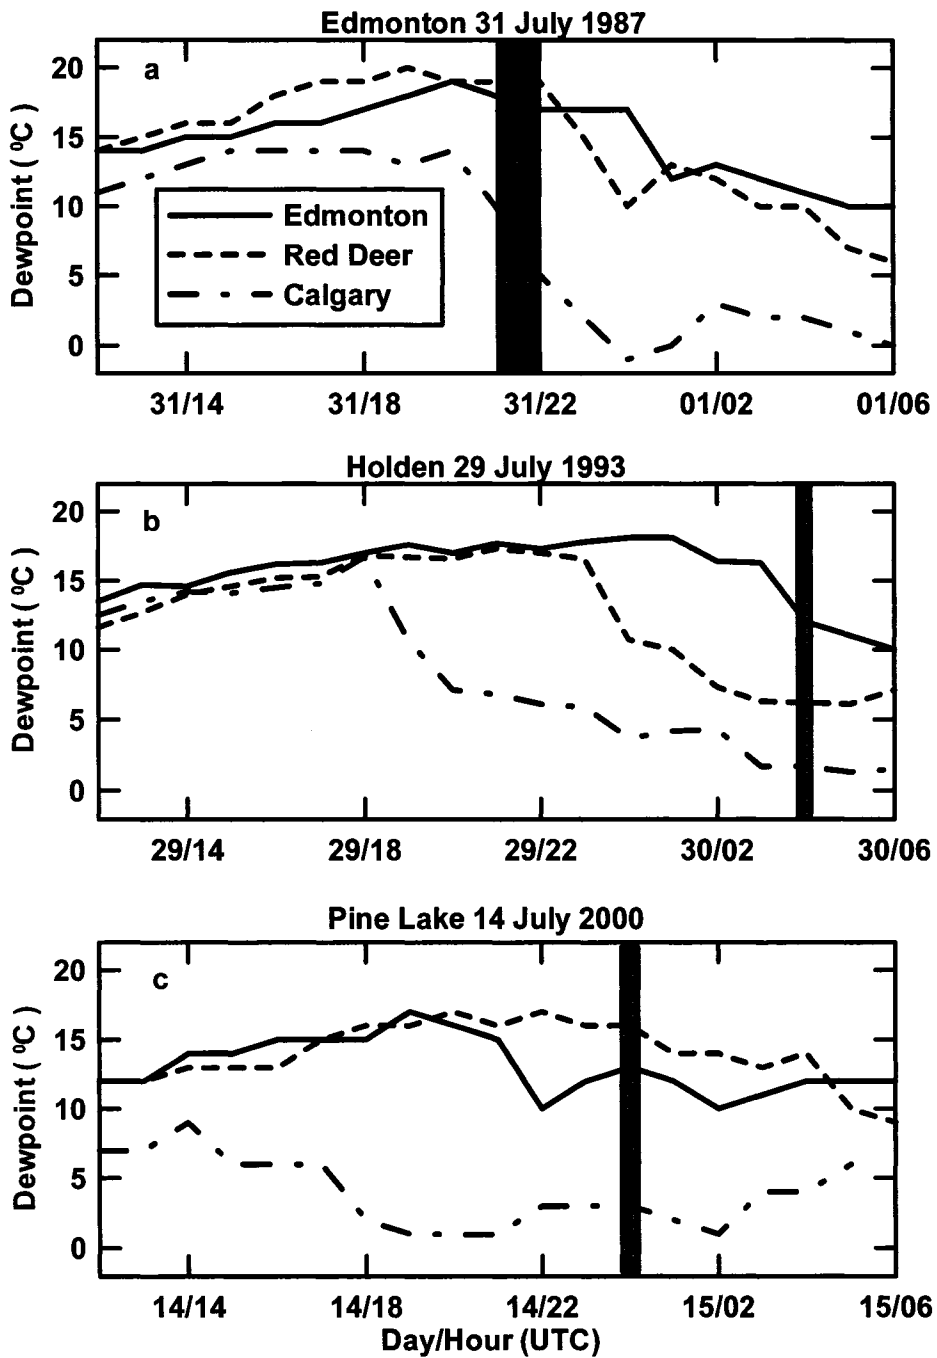 Edmonton 31 July 1987
a
Dewpoint ( ⁰C )
20
15
10
5
0
Edmonton
Red Deer
Calgary
31/14 31/18 31/22 01/02 01/06
Holden 29 July 1993
b
Dewpoint ( ⁰C )
20
15
10
5
0
29/14 29/18 29/22 30/02 30/06
Pine Lake 14 July 2000
c
Dewpoint ( ⁰C )
20
15
10
5
0
14/14 14/18 14/22 15/02 15/06
Day/Hour (UTC)